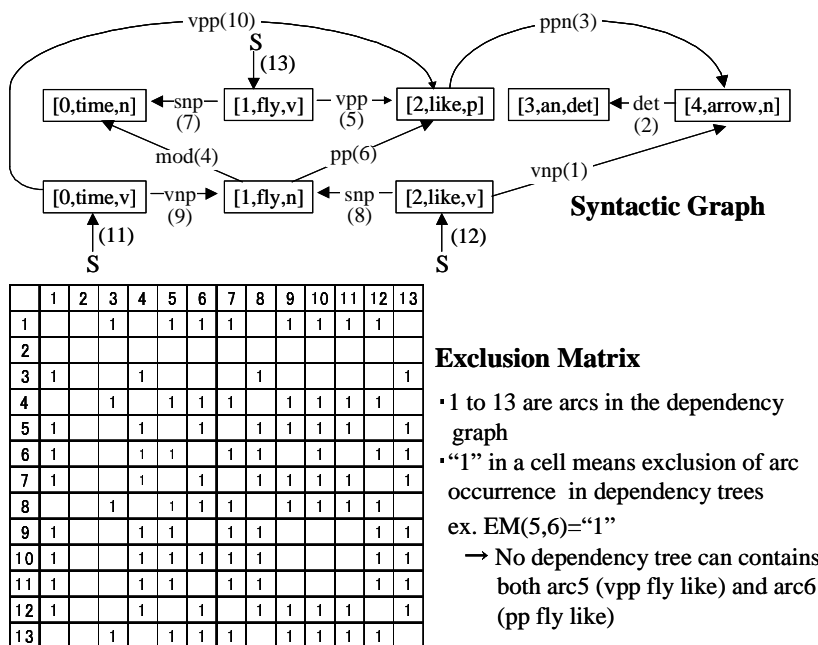 vpp(10)
ppn(3)
S
(13)
[0,time,n] snp [1,fly,v] vpp [2,like,p] [3,an,det] det [4,arrow,n]
(7) (5) (2)
mod(4) pp(6) vnp(1)
[0,time,v] vnp [1,fly,n] snp [2,like,v]
(9) (8)
Syntactic Graph
(11) (12)
S S
1 2 3 4 5 6 7 8 9 10 11 12 13
1 1 1 1 1 1 1 1 1
2
3 1 1 1 1
4 1 1 1 1 1 1 1 1
5 1 1 1 1 1 1 1 1
6 1 1 1 1 1 1 1 1
7 1 1 1 1 1 1 1 1
8 1 1 1 1 1 1 1 1
9 1 1 1 1 1 1 1
10 1 1 1 1 1 1 1 1
11 1 1 1 1 1 1 1
12 1 1 1 1 1 1 1 1
13 1 1 1 1 1 1 1 1
Exclusion Matrix
・1 to 13 are arcs in the dependency
graph
・“1” in a cell means exclusion of arc
occurrence in dependency trees
ex. EM(5,6)=“1”
→ No dependency tree can contains
both arc5 (vpp fly like) and arc6
(pp fly like)